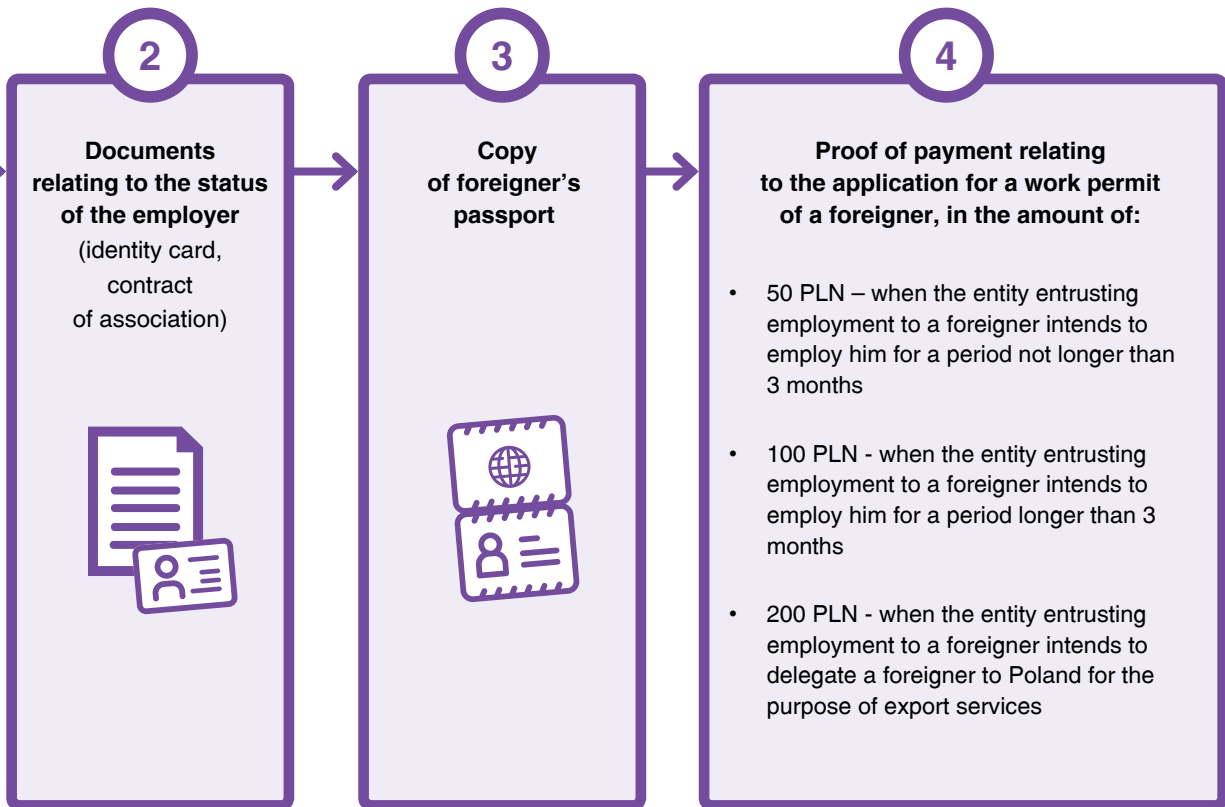 2
Documents
relating to the status
of the employer
(identity card,
contract
of association)
3
Copy
of foreigner's
passport
4
Proof of payment relating
to the application for a work permit
of a foreigner, in the amount of:
• 50 PLN – when the entity entrusting
employment to a foreigner intends to
employ him for a period not longer than
3 months
• 100 PLN - when the entity entrusting
employment to a foreigner intends to
employ him for a period longer than 3
months
• 200 PLN - when the entity entrusting
employment to a foreigner intends to
delegate a foreigner to Poland for the
purpose of export services